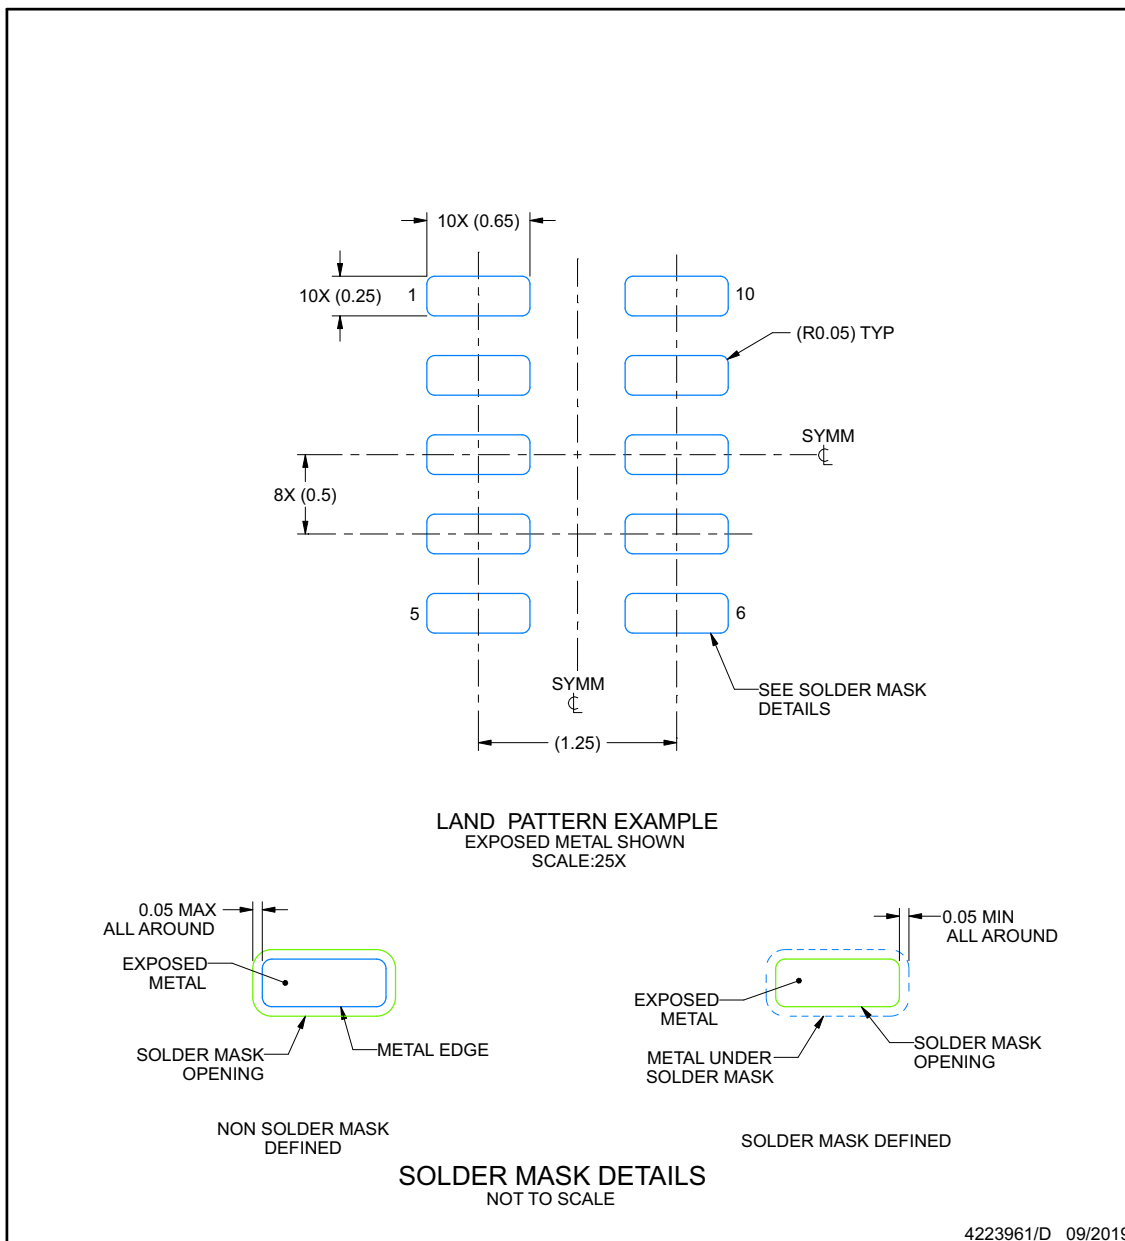 10X (0.65)
10X (0.25)
1
10
(R0.05) TYP
SYMM
8X (0.5)
5
6
SYMM
SEE SOLDER MASK
DETAILS
(1.25)
LAND PATTERN EXAMPLE
EXPOSED METAL SHOWN
SCALE:25X
0.05 MAX
ALL AROUND
EXPOSED
METAL
SOLDER MASK
OPENING
METAL EDGE
NON SOLDER MASK
DEFINED
0.05 MIN
ALL AROUND
EXPOSED
METAL
METAL UNDER
SOLDER MASK
SOLDER MASK
OPENING
SOLDER MASK DEFINED
SOLDER MASK DETAILS
NOT TO SCALE
4223961/D 09/2019